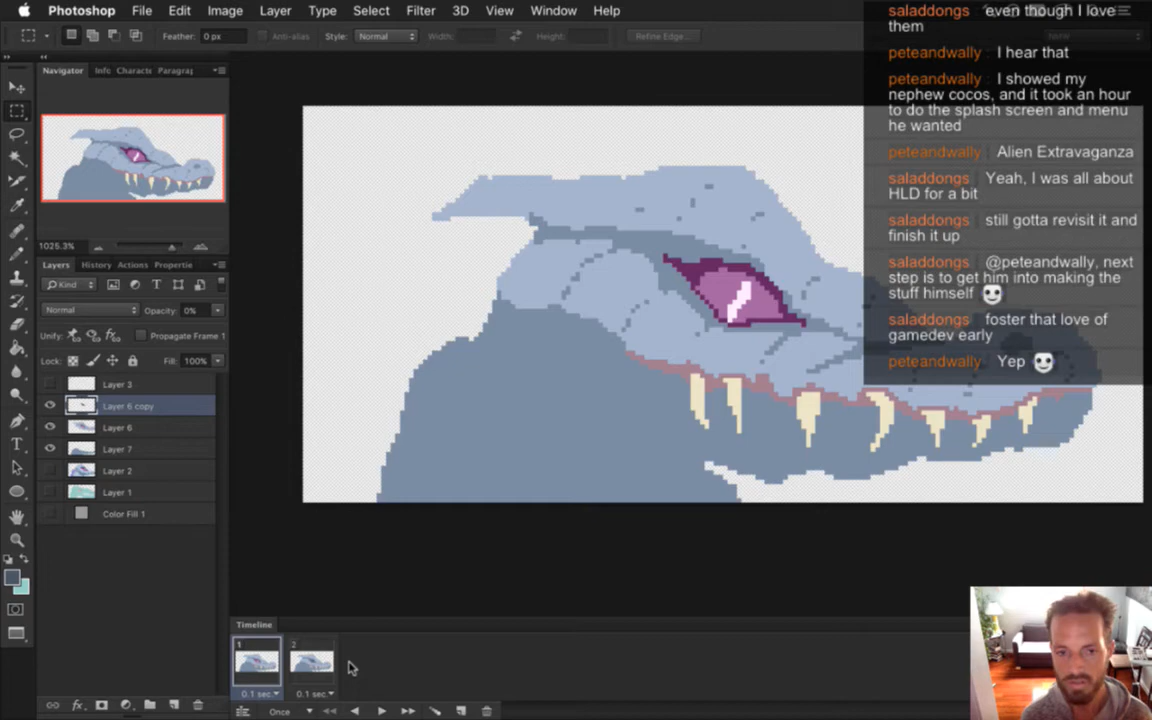 Photoshop File Edit Image Layer Type Select Filter 3D View Window Help
Feather: 0 px Anti-alias Style: Normal Width: Height: Refine Edge...
Navigator Info Characte Paragrap
1025.3%
Layers History Actions Propertie
Kind
Normal Opacity: 0%
Unify: Propagate Frame 1
Lock: Fill: 100%
Layer 3
Layer 6 copy
Layer 6
Layer 7
Layer 2
Layer 1
Color Fill 1
saladdongs even though I love
them
peteandwally I hear that
peteandwally : I showed my
nephew cocos, and it took an hour
to do the splash screen and menu
he wanted
peteandwally Alien Extravaganza
saladdongs Yeah, I was all about
HLD for a bit
saladdongs still gotta revisit it and
finish it up
saladdongs @peteandwally, next
step is to get him into making the
stuff himself
saladdongs foster that love of
gamedev early
peteandwally Yep
Timeline
1 2
0.1 sec. 0.1 sec.
Once